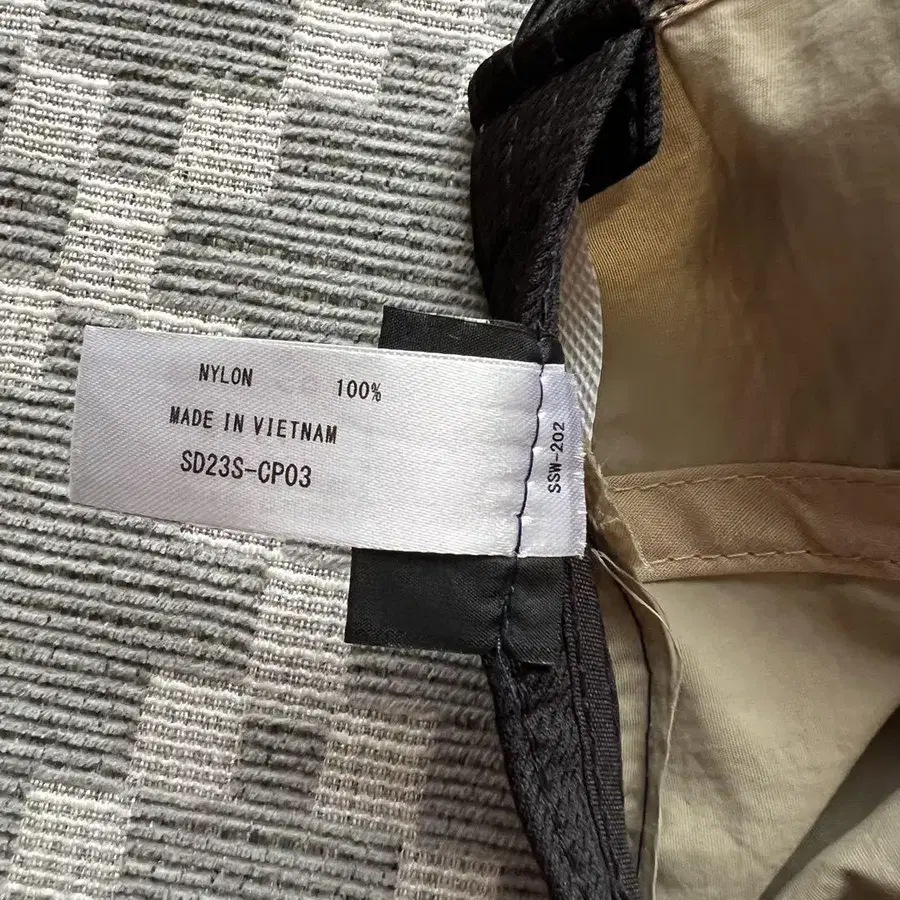 NYLON 100%
MADE IN VIETNAM
SD23S-CP03
SSW-202